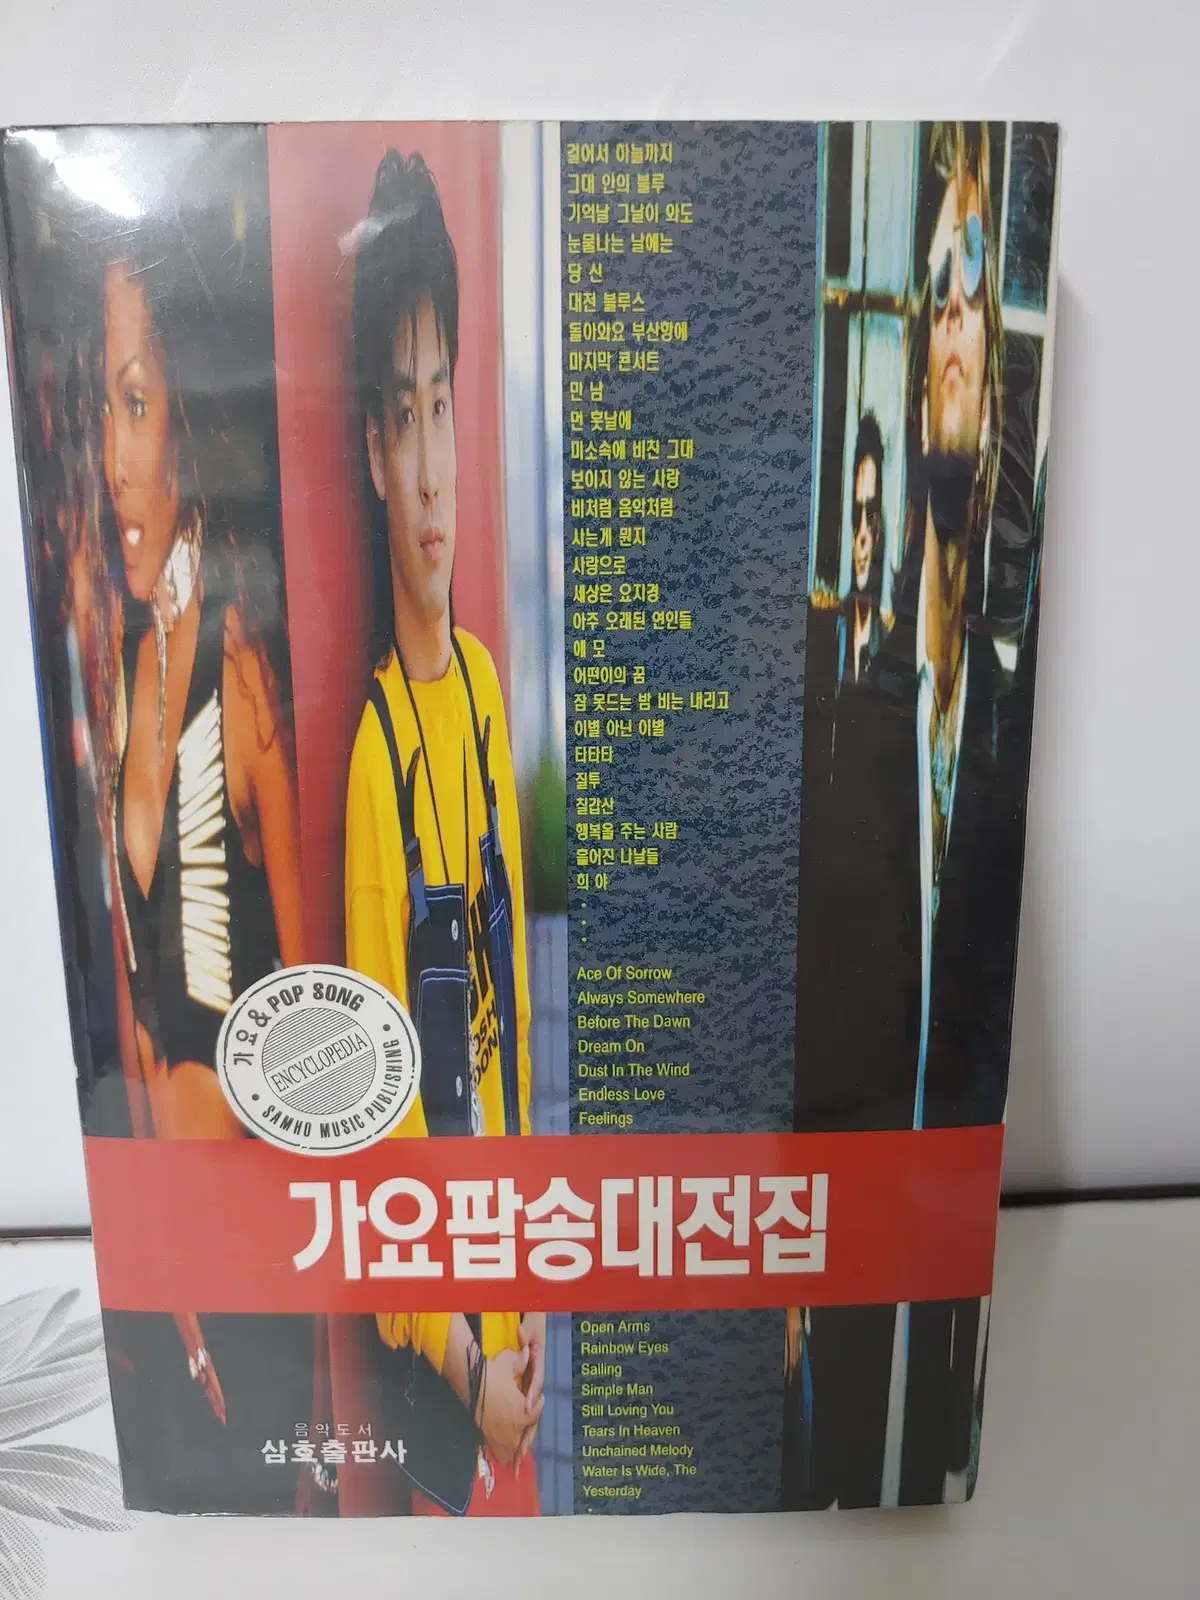 걸어서 하늘까지
그대 안의 블루
기억날 그날이 와도
눈물나는 날에는
당 신
대전 블루스
돌아와요 부산항에
마지막 콘서트
만 남
먼 훗날에
미소속에 비친 그대
보이지 않는 사랑
비처럼 음악처럼
사는게 뭔지
사랑으로
세상은 요지경
아주 오래된 연인들
애 모
어떤이의 꿈
잠 못드는 밤 비는 내리고
이별 아닌 이별
타타타
질투
칠갑산
행복을 주는 사람
흩어진 나날들
희 야
Ace Of Sorrow
Always Somewhere
Before The Dawn
Dream On
Dust In The Wind
Endless Love
Feelings
가요 & POP SONG
ENCYCLOPEDIA
SAMHO MUSIC PUBLISHING
가요팝송대전집
Open Arms
Rainbow Eyes
Sailing
Simple Man
Still Loving You
Tears In Heaven
Unchained Melody
Water Is Wide, The
Yesterday
음악도서
삼호출판사